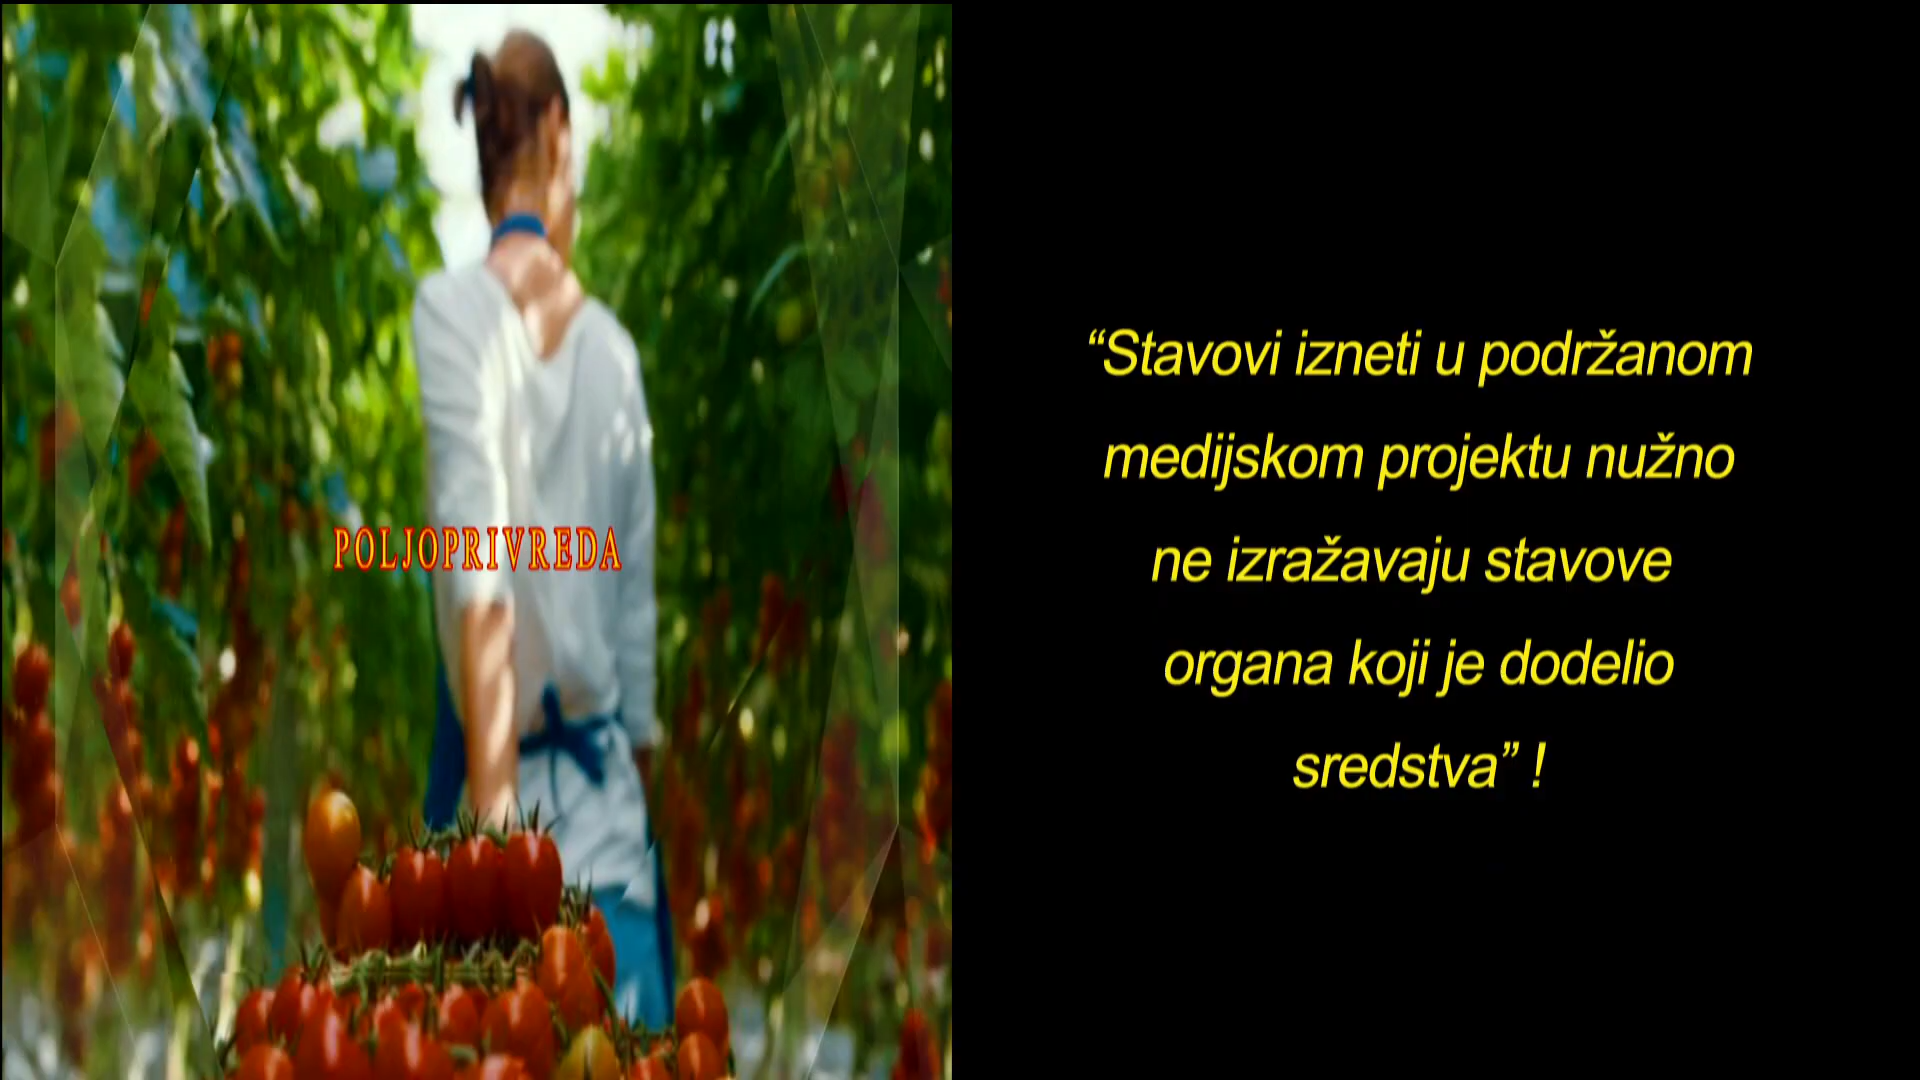 POLJOPRIVREDA
“Stavovi izneti u podržanom
medijskom projektu nužno
ne izražavaju stavove
organa koji je dodelio
sredstva” !